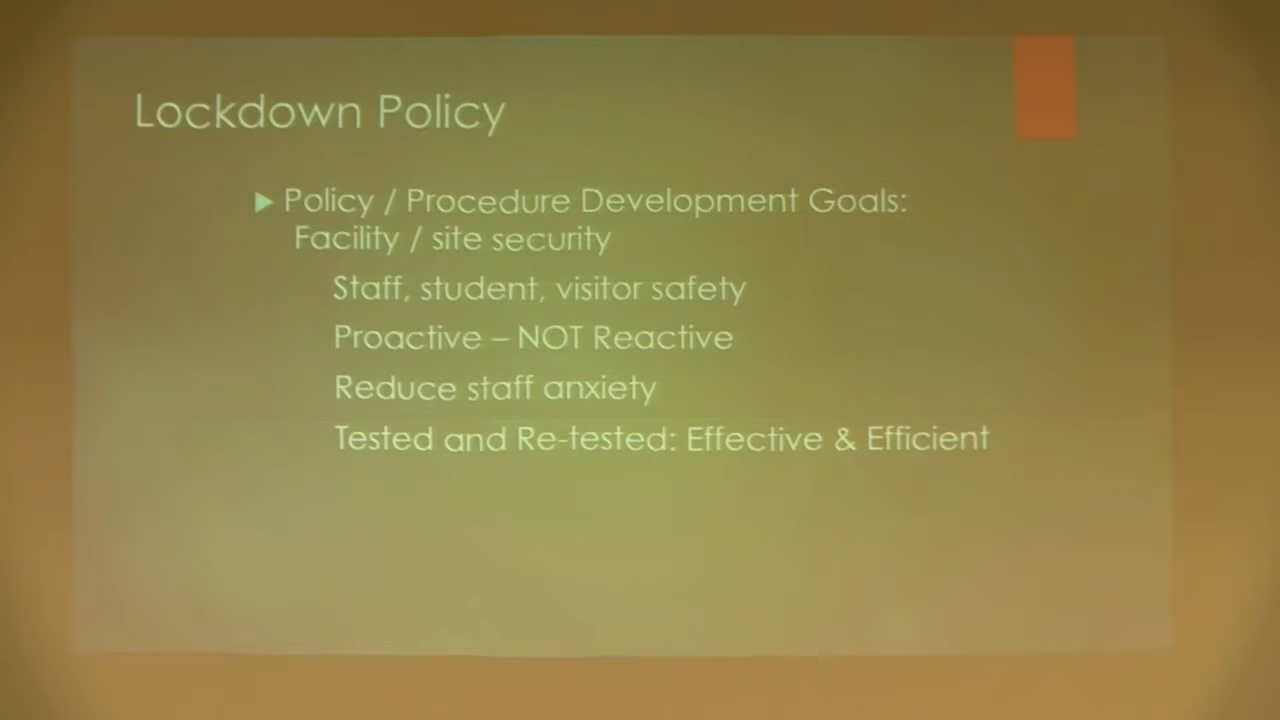 Lockdown Policy
Policy / Procedure Development Goals:
Facility / site security
Staff, student, visitor safety
Proactive – NOT Reactive
Reduce staff anxiety
Tested and Re-tested: Effective & Efficient